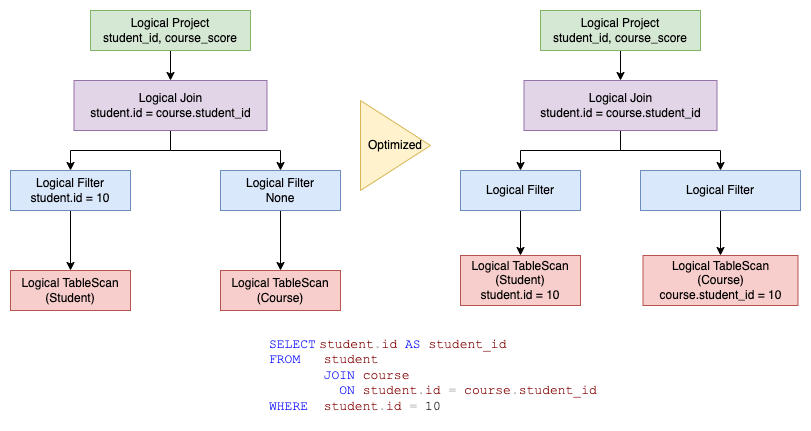 Logical Project
student_id, course_score
Logical Join
student.id = course.student_id
Logical Filter
student.id = 10
Logical Filter
None
Logical TableScan
(Student)
Logical TableScan
(Course)
Optimized
Logical Project
student_id, course_score
Logical Join
student.id = course.student_id
Logical Filter
Logical Filter
Logical TableScan
(Student)
student.id = 10
Logical TableScan
(Course)
course.student_id = 10
SELECT student.id AS student_id
FROM student
JOIN course
ON student.id = course.student_id
WHERE student.id = 10